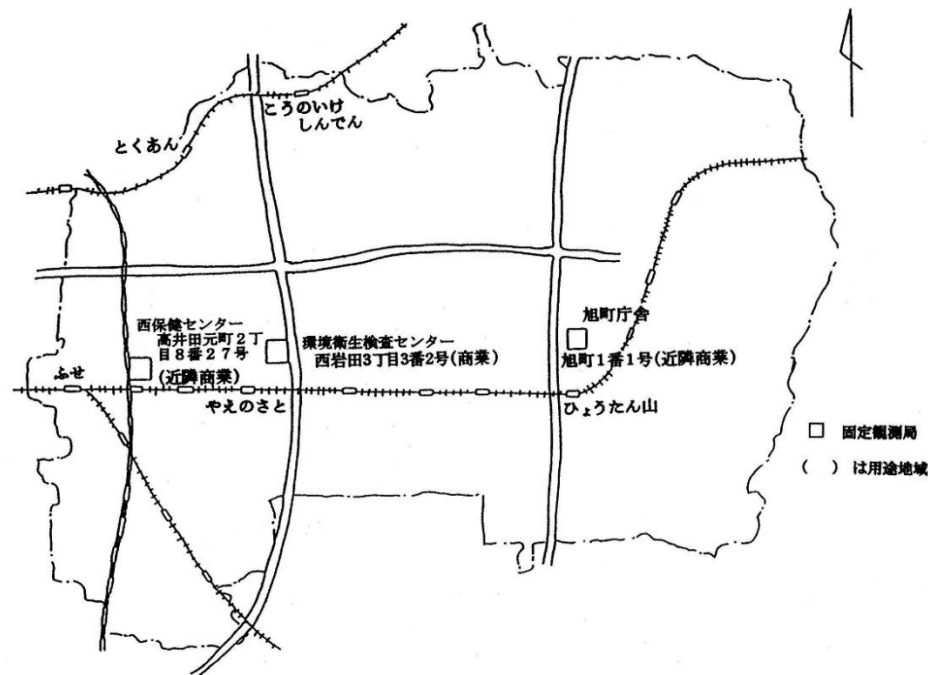 こうのいけ
しんでん
とくあん
西保健センター
高井田元町２丁
目８番２７号
(近隣商業)
環境衛生検査センター
西岩田3丁目3番2号(商業)
旭町庁舎
旭町１番１号(近隣商業)
ふせ
やえのさと
ひょうたん山
固定観測局
(　) は用途地域